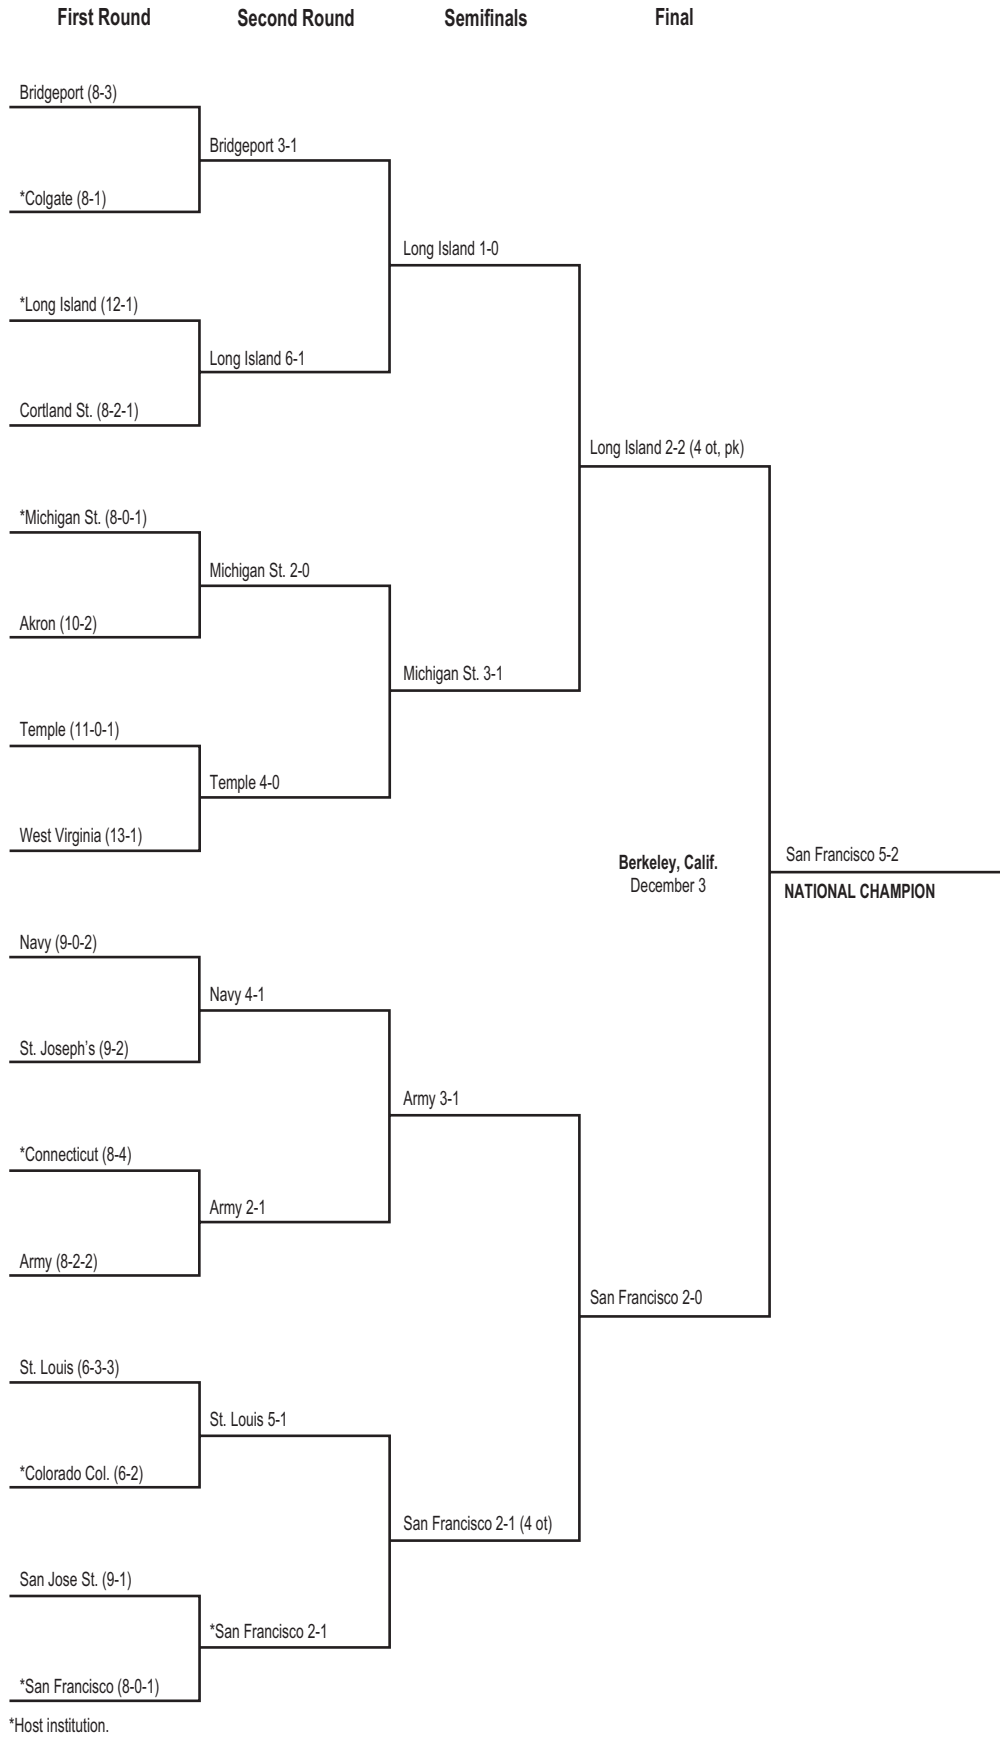 First Round
Second Round
Semifinals
Final
Bridgeport (8-3)
Bridgeport 3-1
*Colgate (8-1)
Long Island 1-0
*Long Island (12-1)
Long Island 6-1
Cortland St. (8-2-1)
Long Island 2-2 (4 ot, pk)
*Michigan St. (8-0-1)
Michigan St. 2-0
Akron (10-2)
Michigan St. 3-1
Temple (11-0-1)
Temple 4-0
West Virginia (13-1)
Berkeley, Calif.
December 3
San Francisco 5-2
NATIONAL CHAMPION
Navy (9-0-2)
Navy 4-1
St. Joseph's (9-2)
Army 3-1
*Connecticut (8-4)
Army 2-1
Army (8-2-2)
San Francisco 2-0
St. Louis (6-3-3)
St. Louis 5-1
*Colorado Col. (6-2)
San Francisco 2-1 (4 ot)
San Jose St. (9-1)
*San Francisco 2-1
*San Francisco (8-0-1)
*Host institution.